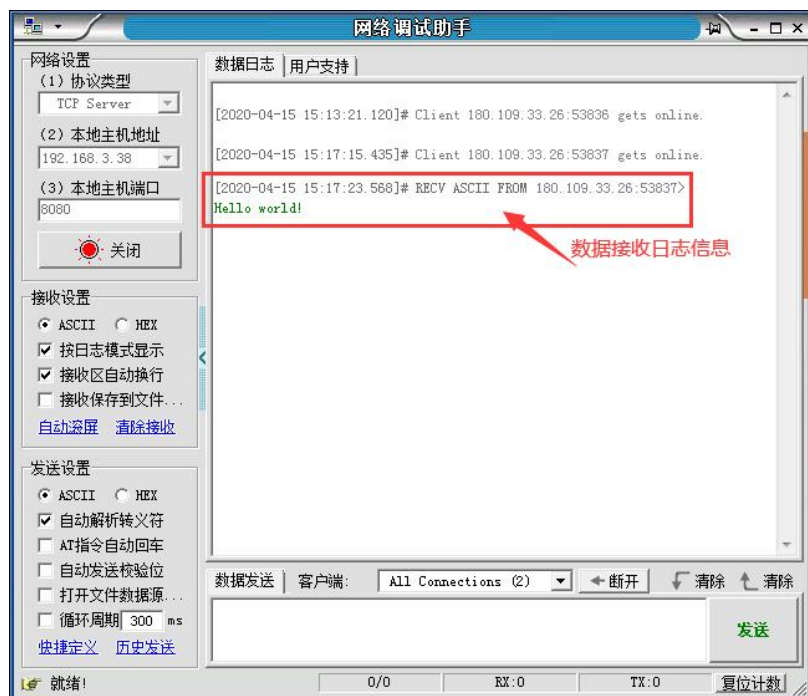 网络调试助手
网络设置
(1) 协议类型
TCP Server
(2) 本地主机地址
192.168.3.38
(3) 本地主机端口
8080
关闭
接收设置
ASCII HEX
按日志模式显示
接收区自动换行
接收保存到文件...
自动滚屏 清除接收
发送设置
ASCII HEX
自动解析转义符
AT指令自动回车
自动发送校验位
打开文件数据源...
循环周期 300 ms
快捷定义 历史发送
数据日志 用户支持
[2020-04-15 15:13:21.120]# Client 180.109.33.26:53836 gets online.
[2020-04-15 15:17:15.435]# Client 180.109.33.26:53837 gets online.
[2020-04-15 15:17:23.568]# RECV ASCII FROM 180.109.33.26:53837>
Hello world!
数据接收日志信息
数据发送 客户端: All Connections (2) 断开 清除 清除
发送
就绪! 0/0 RX:0 TX:0 复位计数